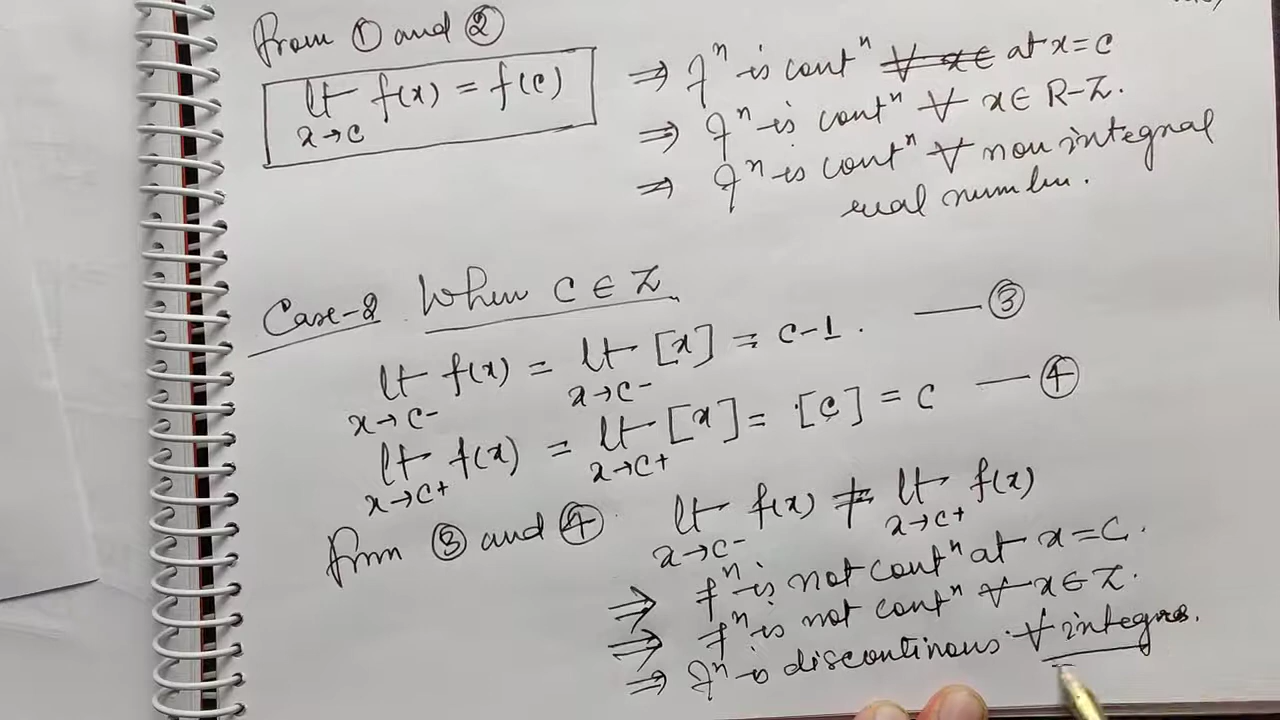 From ① and ②
lt f(x) = f(c)
x→c
⇒ fⁿ is contⁿ ∀ x∈ at x=c
⇒ fⁿ is contⁿ ∀ x∈ R-Z.
⇒ fⁿ is contⁿ ∀ non integral
real number.
Case-2 When C ∈ Z
lt f(x) = lt [x] = c-1. — ③
x→c- x→c-
lt f(x) = lt [x] = [c] = c — ④
x→c+ x→c+
from ③ and ④ lt f(x) ≠ lt f(x)
x→c- x→c+
⇒ fⁿ is not contⁿ at x=c.
⇒ fⁿ is not contⁿ ∀ x∈Z.
⇒ fⁿ is discontinous ∀ integers.